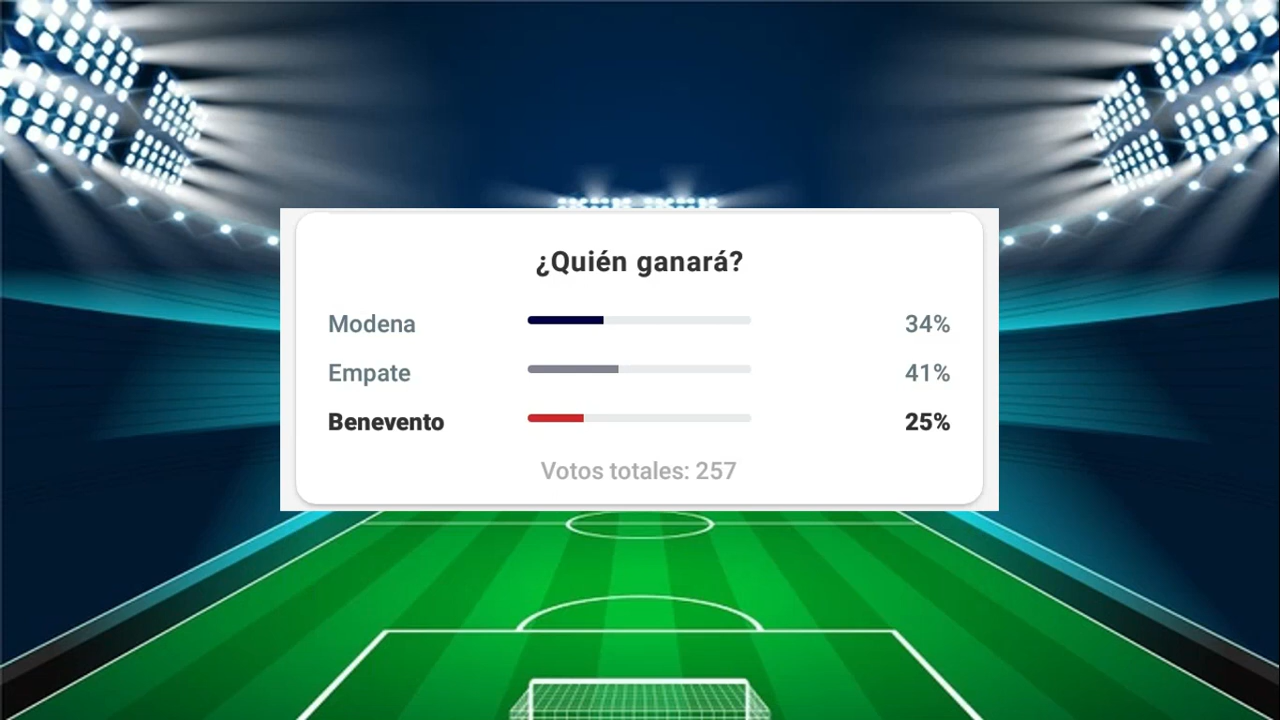 ¿Quién ganará?
Modena 34%
Empate 41%
Benevento 25%
Votos totales: 257